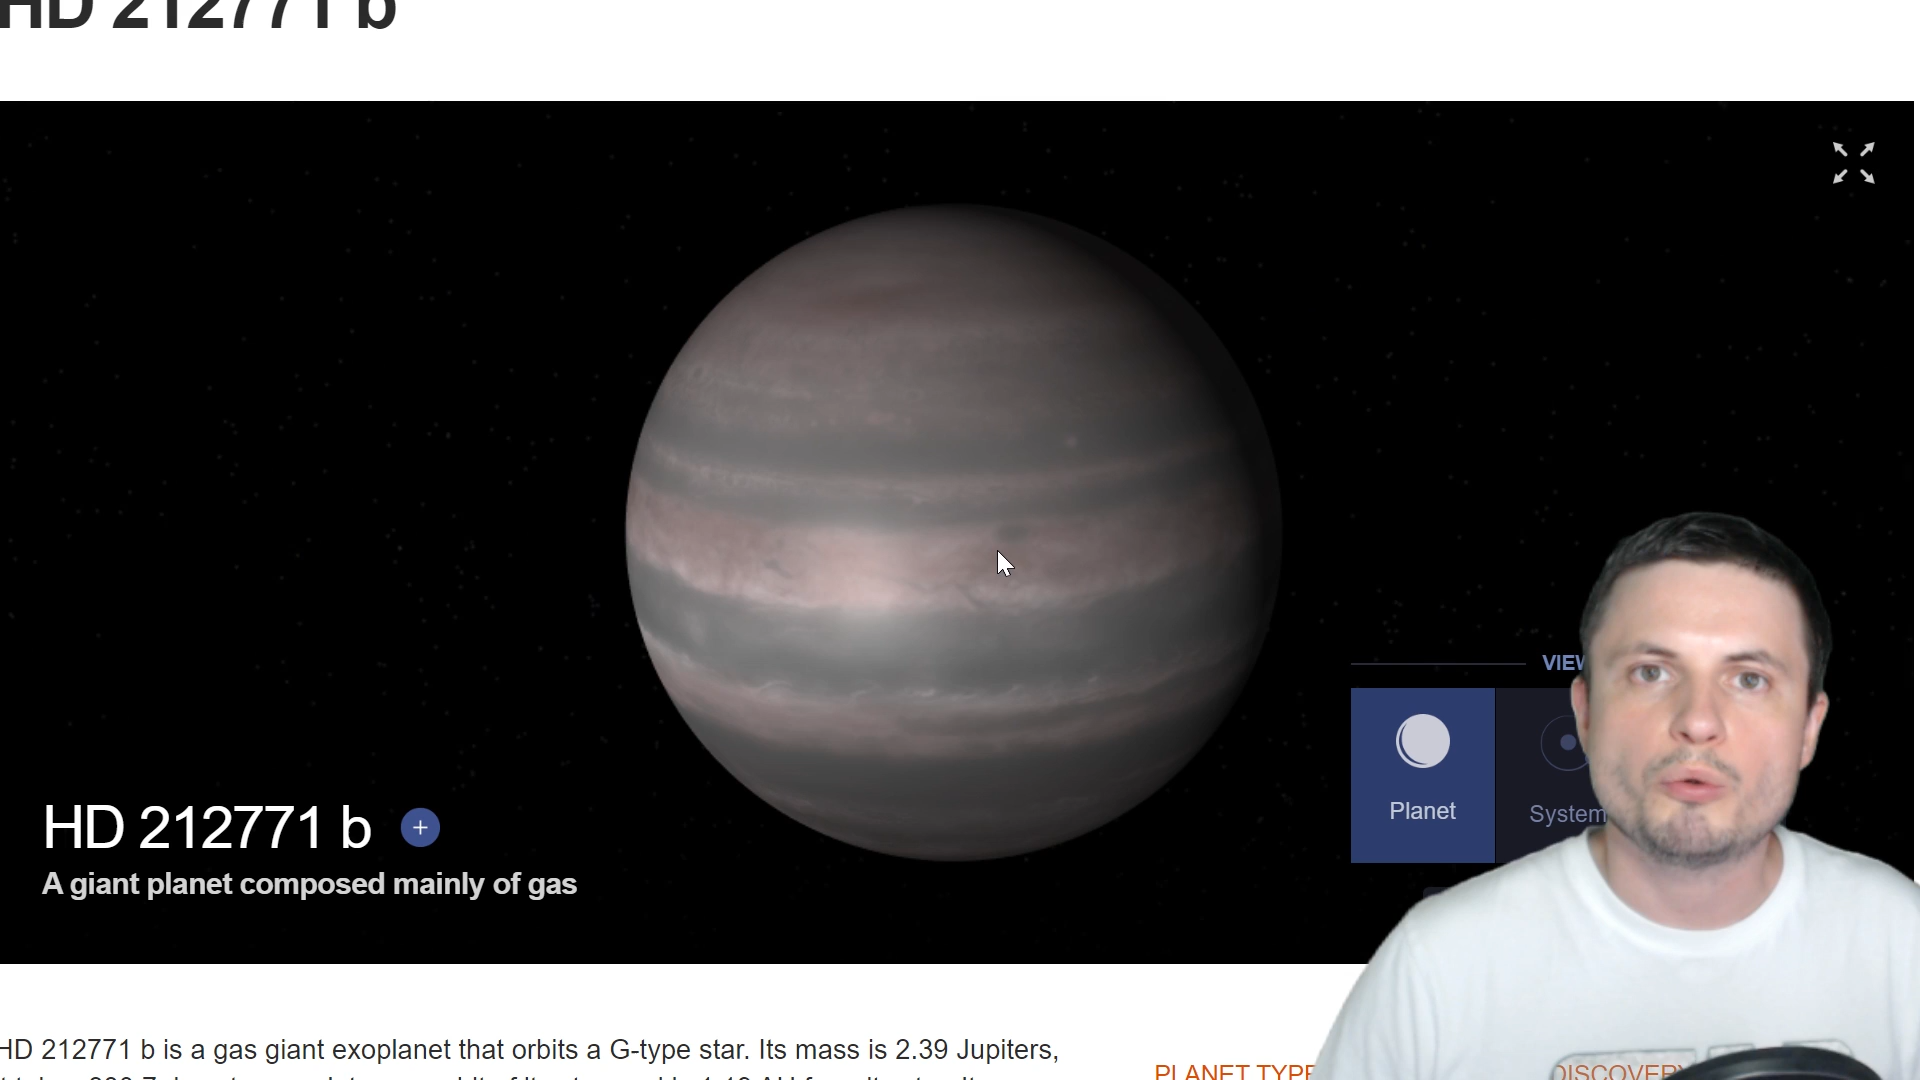 HD 212771 b
VIEW
Planet
System
HD 212771 b +
A giant planet composed mainly of gas
HD 212771 b is a gas giant exoplanet that orbits a G-type star. Its mass is 2.39 Jupiters,
PLANET TYPE
DISCOVERY